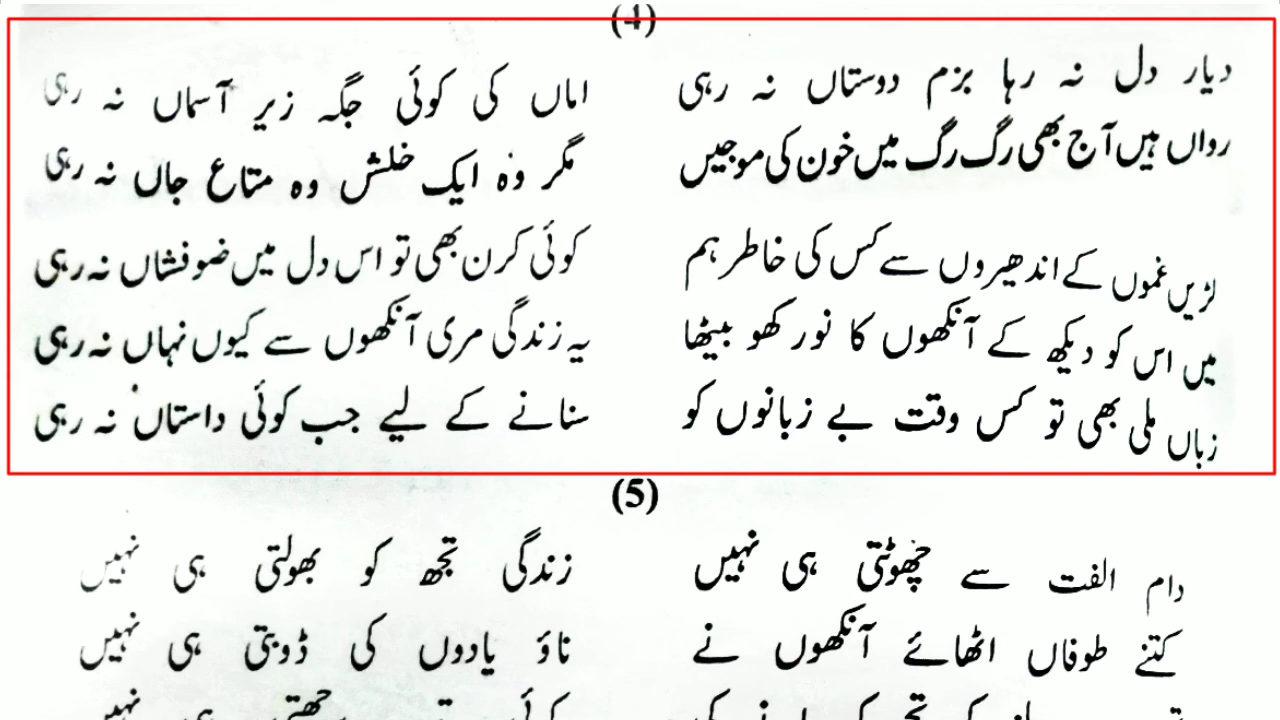 (4)
دیار دل نہ رہا بزم دوستاں نہ رہی
اماں کی کوئی جگہ زیر آسماں نہ رہی
رواں ہیں آج بھی رگ رگ میں خون کی موجیں
مگر وہ ایک خلش وہ متاع جاں نہ رہی
لڑیں غموں کے اندھیروں سے کس کی خاطر ہم
کوئی کرن بھی تو اس دل میں ضوفشاں نہ رہی
میں اس کو دیکھ کے آنکھوں کا نور کھو بیٹھا
یہ زندگی مری آنکھوں سے کیوں نہاں نہ رہی
زباں ملی بھی تو کس وقت بے زبانوں کو
سنانے کے لیے جب کوئی داستاں نہ رہی
(5)
دام الفت سے چھوٹتی ہی نہیں
زندگی تجھ کو بھولتی ہی نہیں
کتنے طوفاں اٹھائے آنکھوں نے
ناؤ یادوں کی ڈوبتی ہی نہیں